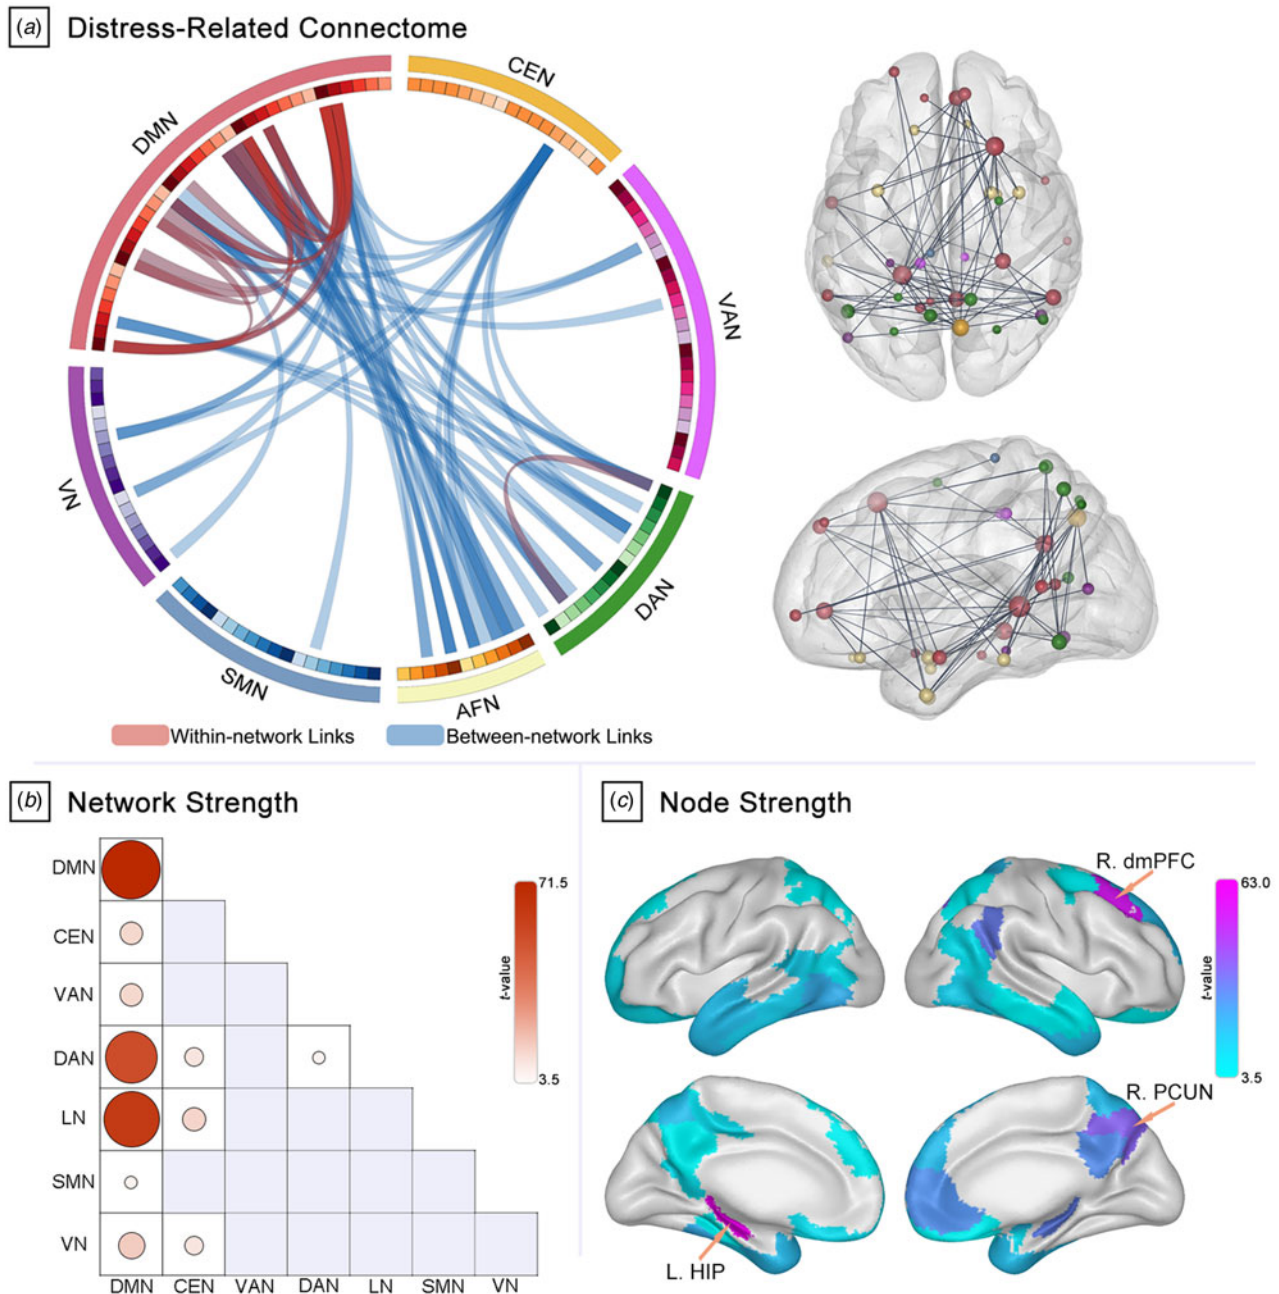 (a) Distress-Related Connectome
DMN
CEN
VAN
DAN
AFN
SMN
VN
Within-network Links
Between-network Links
(b) Network Strength
DMN
CEN
VAN
DAN
LN
SMN
VN
DMN CEN VAN DAN LN SMN VN
71.5
t-value
3.5
(c) Node Strength
R. dmPFC
63.0
t-value
3.5
R. PCUN
L. HIP